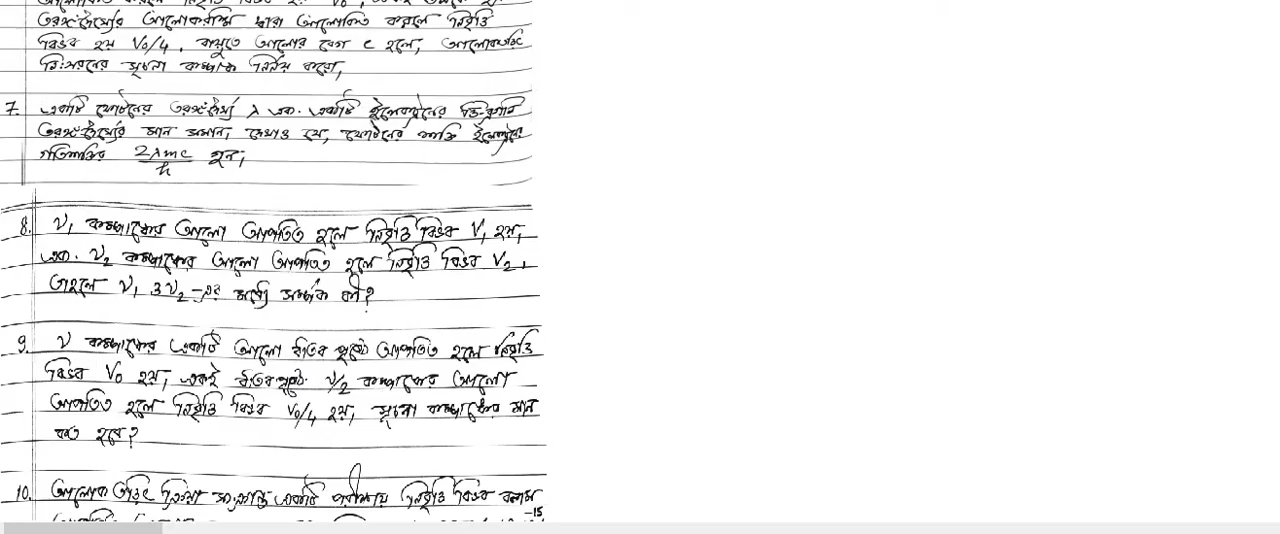 তরঙ্গদৈর্ঘ্যের আলোকরশ্মি দ্বারা আলোকিত করলে নিবৃত্তি
বিভব হয় V₀/4, বায়ুতে আলোর বেগ c হলে, আলোকতড়িৎ
নিঃসরনের সূচনা কম্পাঙ্ক নির্ণয় করো,
7. একটি ফোটনের তরঙ্গদৈর্ঘ্য λ এবং একটি ইলেকট্রনের ডি-ব্রগলি
তরঙ্গদৈর্ঘ্যের মান সমান, দেখাও যে, ফোটনের শক্তি ইলেকট্রনের
গতিশক্তির 2λmc/h গুন,
8. ν₁ কম্পাঙ্কের আলো আপতিত হলে নিবৃত্তি বিভব V₁ হয়,
এবং ν₂ কম্পাঙ্কের আলো আপতিত হলে নিবৃত্তি বিভব V₂,
তাহলে ν₁ ও ν₂-এর মধ্যে সম্পর্ক কী?
9. ν কম্পাঙ্কের একটি আলো ধাতব পৃষ্ঠে আপতিত হলে নিবৃত্তি
বিভব V₀ হয়, একই ধাতবপৃষ্ঠে ν/2 কম্পাঙ্কের আলো
আপতিত হলে নিবৃত্তি বিভব V₀/4 হয়, সূচনা কম্পাঙ্কের মান
কত হবে?
10. আলোক তড়িৎ ক্রিয়া সংক্রান্ত একটি পরীক্ষায় নিবৃত্তি বিভব বনাম
-15